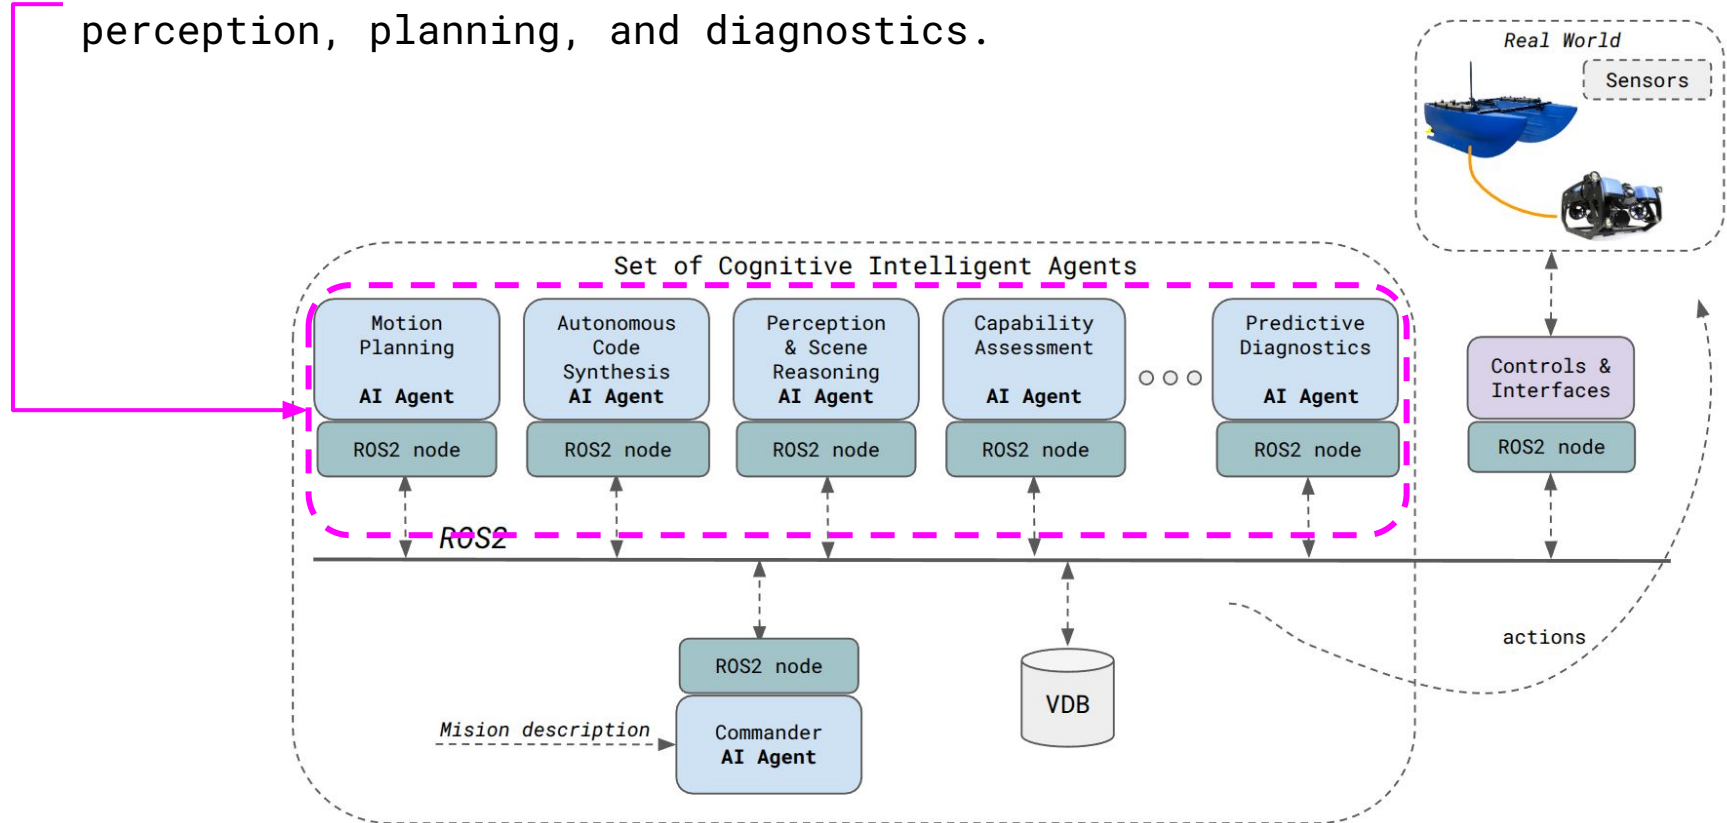 perception, planning, and diagnostics.
Real World
Sensors
Set of Cognitive Intelligent Agents
Motion
Planning
AI Agent
ROS2 node
Autonomous
Code
Synthesis
AI Agent
ROS2 node
Perception
& Scene
Reasoning
AI Agent
ROS2 node
Capability
Assessment
AI Agent
ROS2 node
Predictive
Diagnostics
AI Agent
ROS2 node
Controls &
Interfaces
ROS2 node
ROS2
actions
ROS2 node
Commander
AI Agent
Mision description
VDB